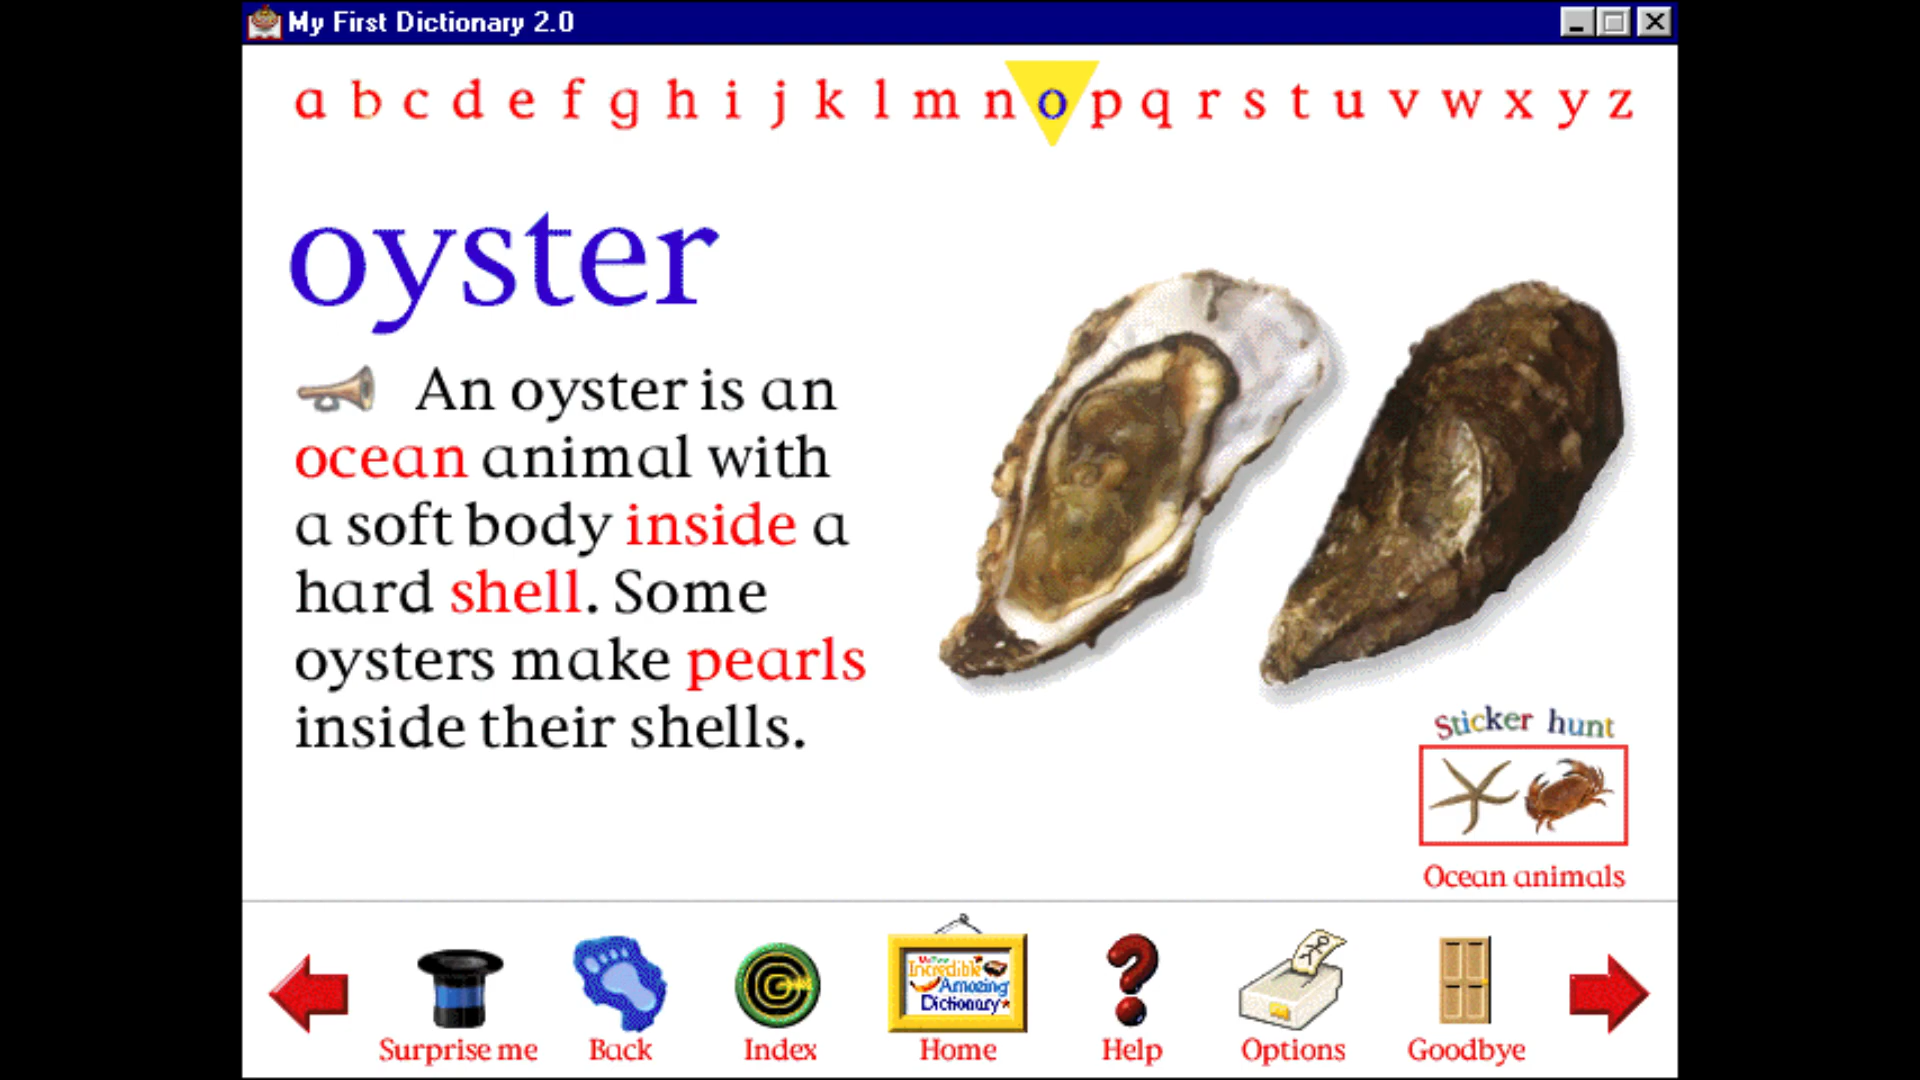 My First Dictionary 2.0
a b c d e f g h i j k l m n o p q r s t u v w x y z
oyster
An oyster is an
ocean animal with
a soft body inside a
hard shell. Some
oysters make pearls
inside their shells.
Sticker hunt
Ocean animals
My First
Incredible
Amazing
Dictionary
Surprise me
Back
Index
Home
Help
Options
Goodbye